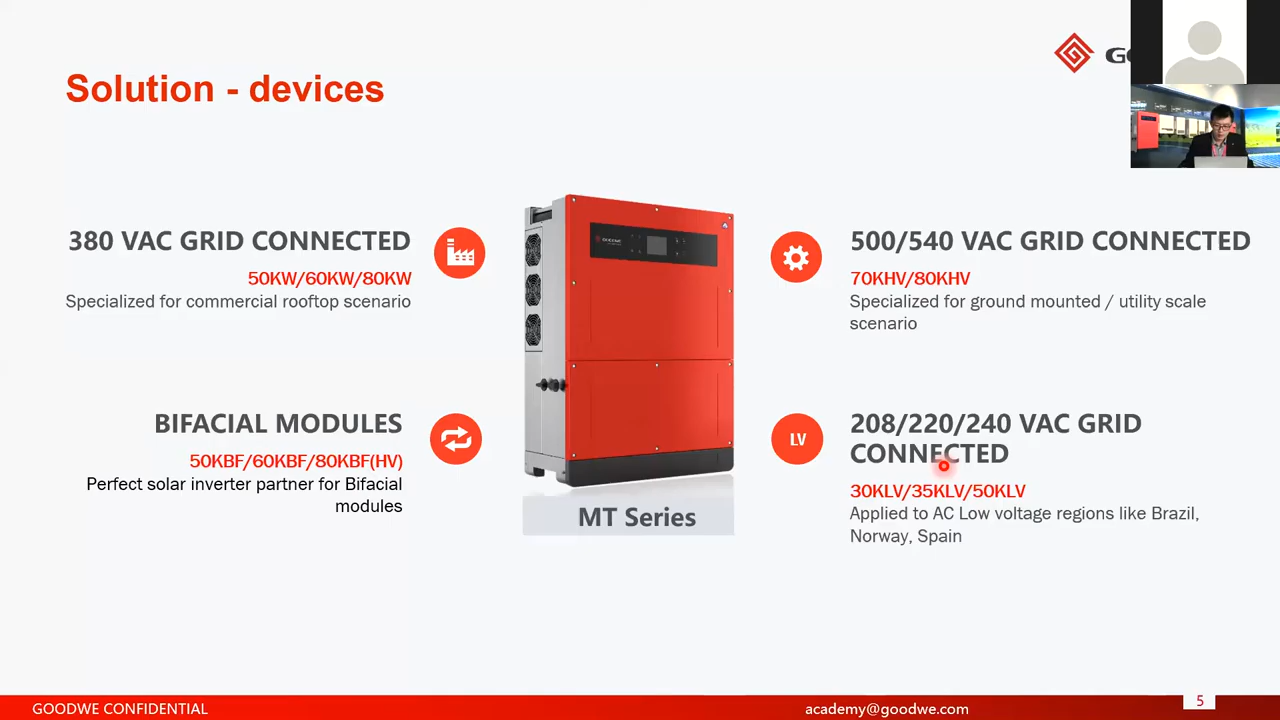 Solution - devices
380 VAC GRID CONNECTED
50KW/60KW/80KW
Specialized for commercial rooftop scenario
500/540 VAC GRID CONNECTED
70KHV/80KHV
Specialized for ground mounted / utility scale
scenario
BIFACIAL MODULES
50KBF/60KBF/80KBF(HV)
Perfect solar inverter partner for Bifacial
modules
LV
208/220/240 VAC GRID
CONNECTED
30KLV/35KLV/50KLV
Applied to AC Low voltage regions like Brazil,
Norway, Spain
MT Series
GOODWE CONFIDENTIAL
academy@goodwe.com
5